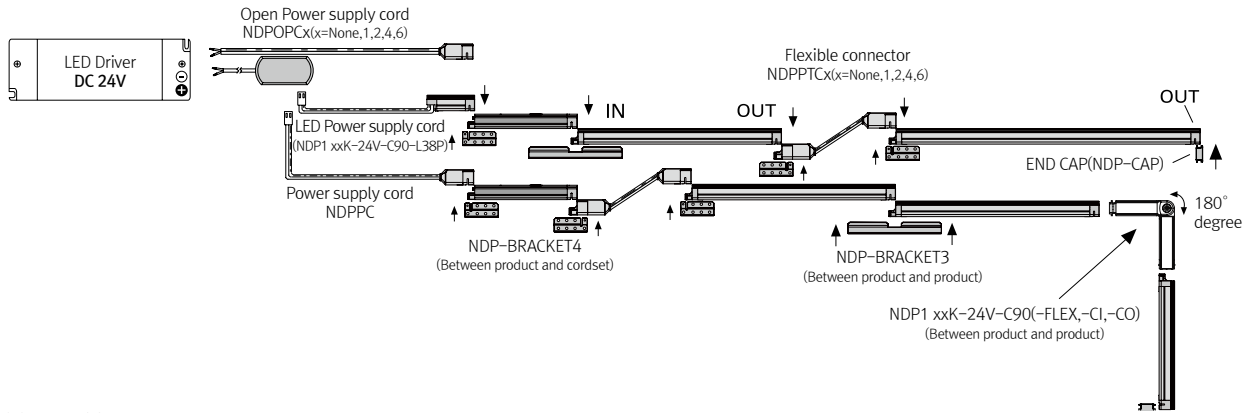 Open Power supply cord
NDPOPCx(x=None,1,2,4,6)
LED Driver
DC 24V
Flexible connector
NDPPTCx(x=None,1,2,4,6)
IN
OUT
OUT
LED Power supply cord
(NDP1 xxK-24V-C90-L38P)
END CAP(NDP-CAP)
Power supply cord
NDPPC
180°
degree
NDP-BRACKET4
(Between product and cordset)
NDP-BRACKET3
(Between product and product)
NDP1 xxK-24V-C90(-FLEX,-CI,-CO)
(Between product and product)